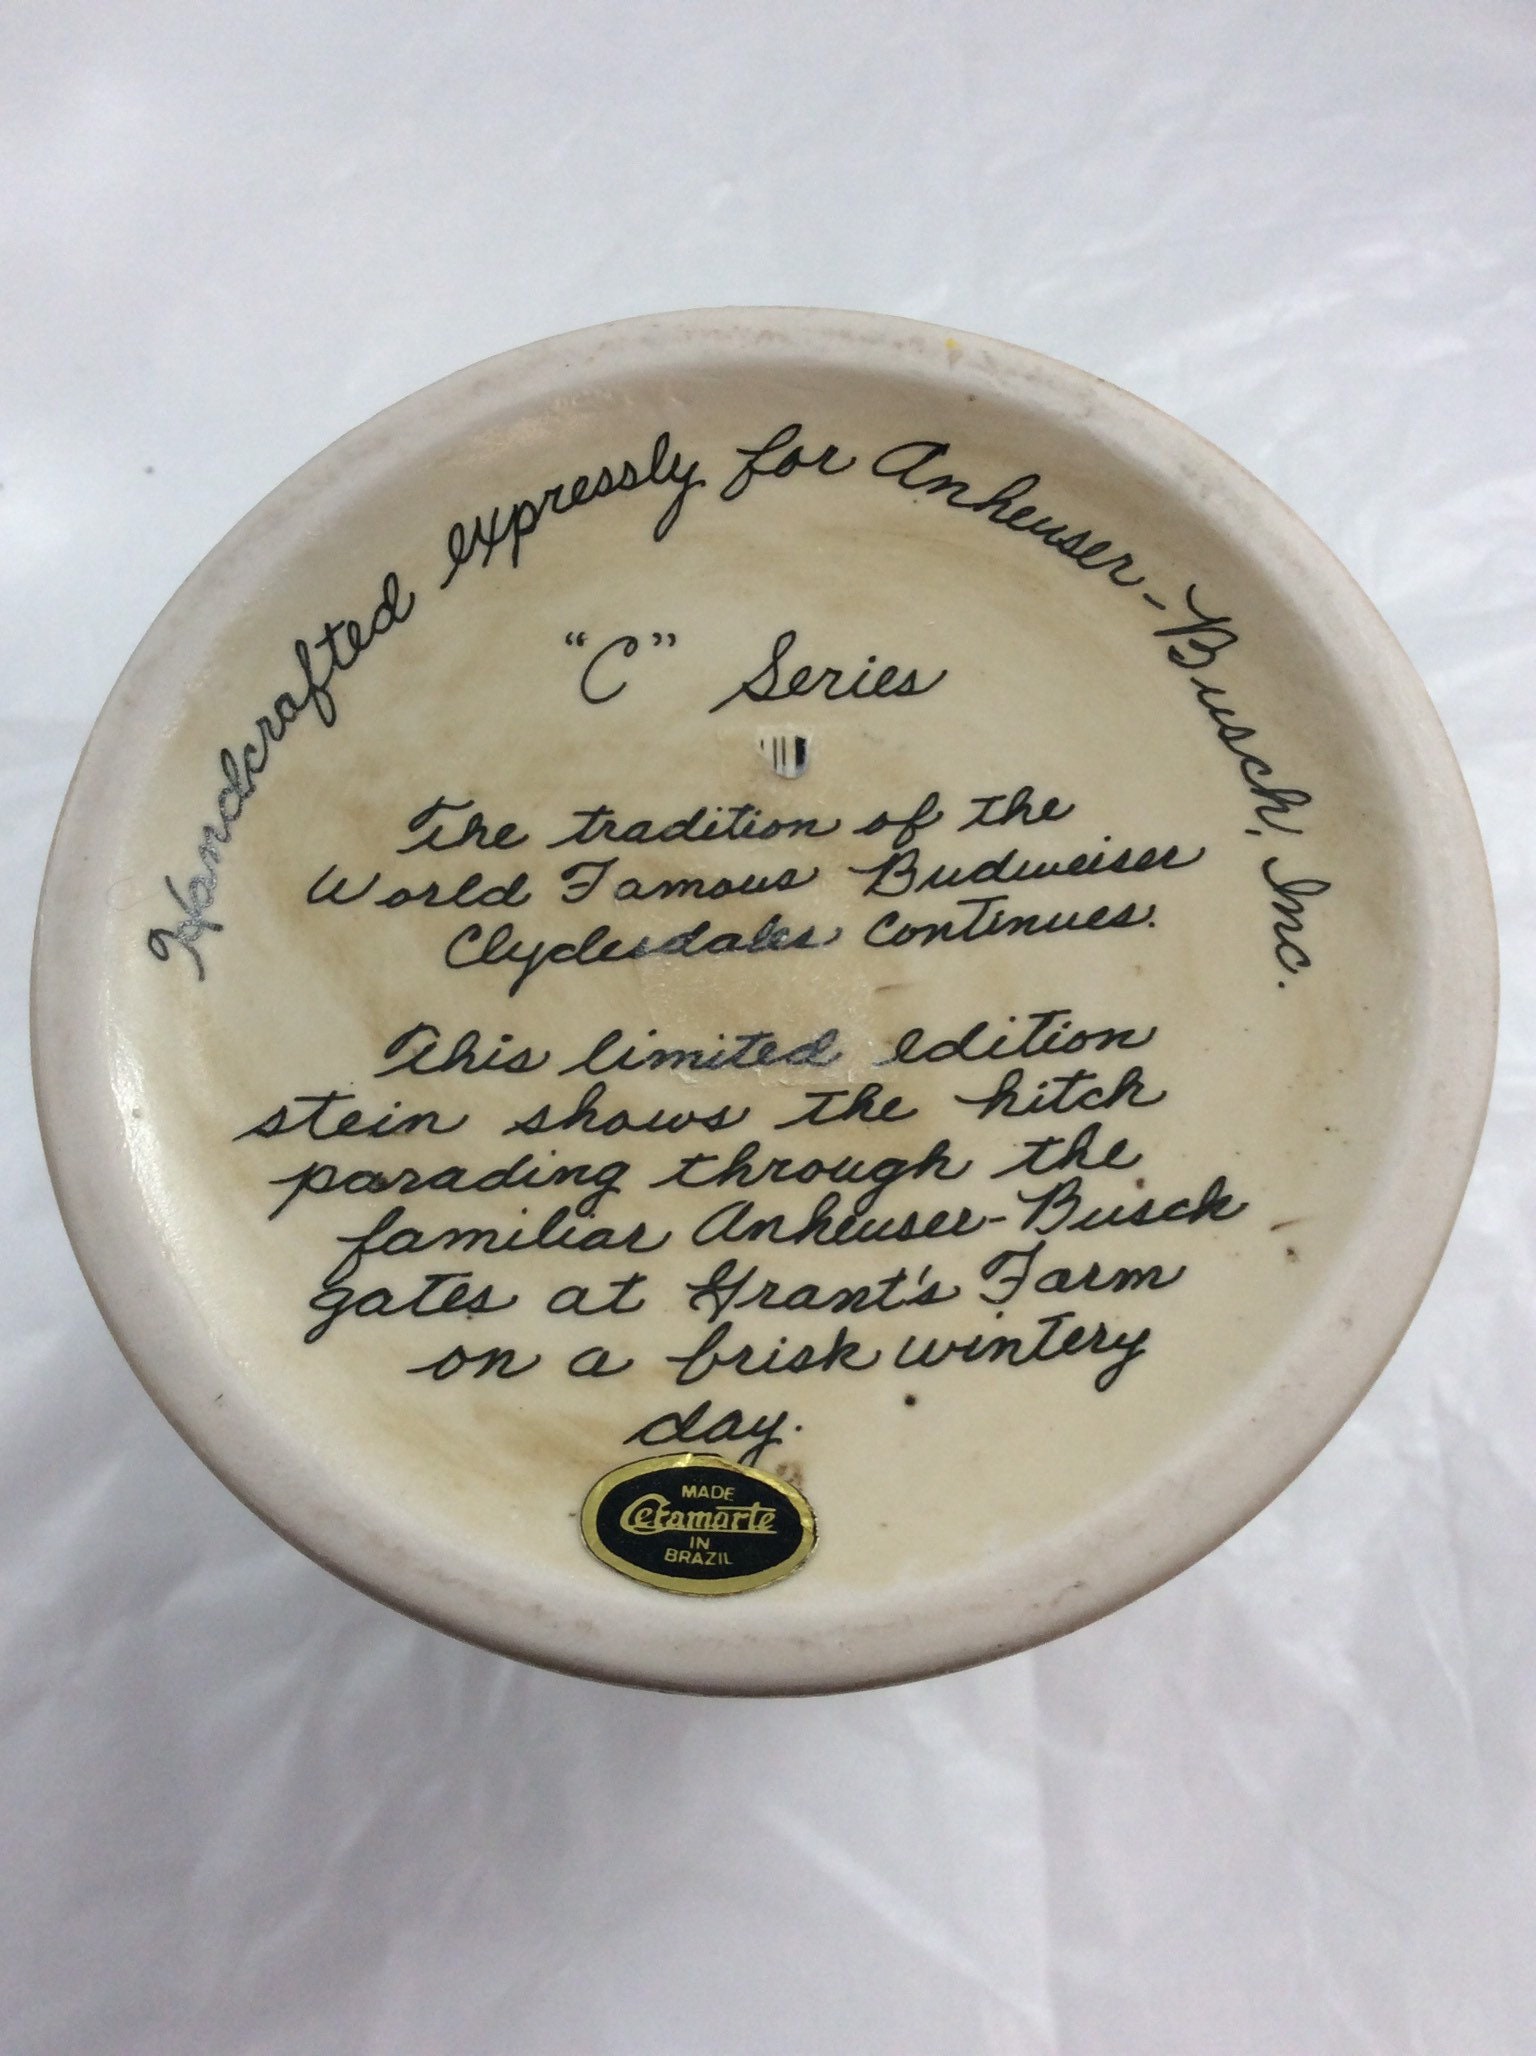 Handcrafted expressly for Anheuser-Busch, Inc.
"C" Series
The tradition of the
World Famous Budweiser
Clydesdales Continues.
This limited edition
stein shows the hitch
parading through the
familiar Anheuser-Busch
gates at Grant's Farm
on a brisk wintery
day.
MADE
Ceramarte
IN
BRAZIL